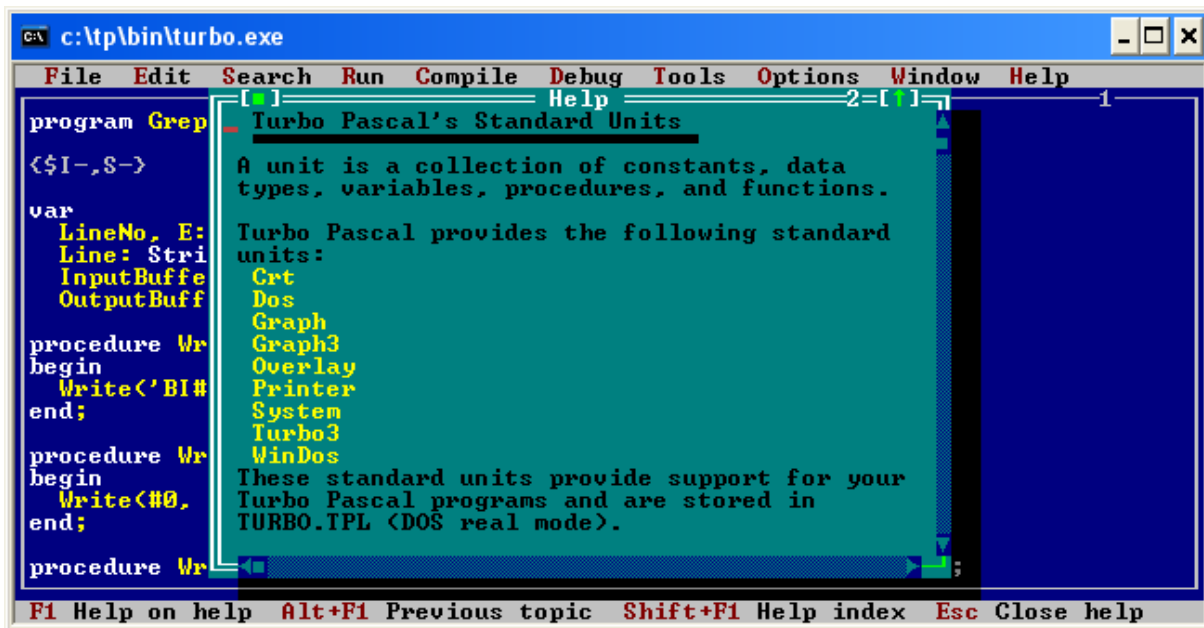 c:\tp\bin\turbo.exe
File Edit Search Run Compile Debug Tools Options Window Help
[■] Help 2=[↑] 1
program Grep
{$I-,S-}
var
LineNo, E:
Line: Stri
InputBuffe
OutputBuff
procedure Wr
begin
Write('BI#
end;
procedure Wr
begin
Write(#0,
end;
procedure Wr ;
Turbo Pascal's Standard Units
A unit is a collection of constants, data
types, variables, procedures, and functions.
Turbo Pascal provides the following standard
units:
Crt
Dos
Graph
Graph3
Overlay
Printer
System
Turbo3
WinDos
These standard units provide support for your
Turbo Pascal programs and are stored in
TURBO.TPL (DOS real mode).
F1 Help on help Alt+F1 Previous topic Shift+F1 Help index Esc Close help